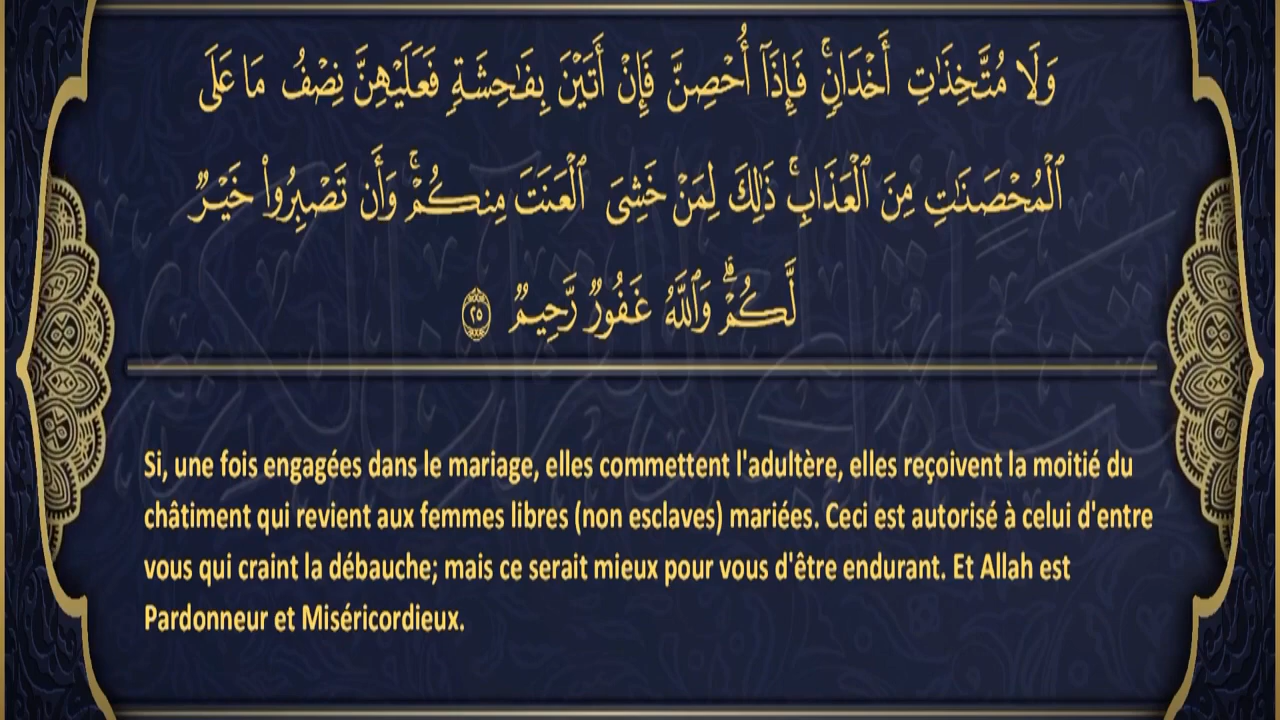 وَلَا مُتَّخِذَٰتِ أَخْدَانٍۚ فَإِذَآ أُحْصِنَّ فَإِنْ أَتَيْنَ بِفَٰحِشَةٍ فَعَلَيْهِنَّ نِصْفُ مَا عَلَى
ٱلْمُحْصَنَٰتِ مِنَ ٱلْعَذَابِۚ ذَٰلِكَ لِمَنْ خَشِىَ ٱلْعَنَتَ مِنكُمْۚ وَأَن تَصْبِرُوا۟ خَيْرٌ
لَّكُمْۗ وَٱللَّهُ غَفُورٌ رَّحِيمٌ ٢٥
Si, une fois engagées dans le mariage, elles commettent l'adultère, elles reçoivent la moitié du
châtiment qui revient aux femmes libres (non esclaves) mariées. Ceci est autorisé à celui d'entre
vous qui craint la débauche; mais ce serait mieux pour vous d'être endurant. Et Allah est
Pardonneur et Miséricordieux.